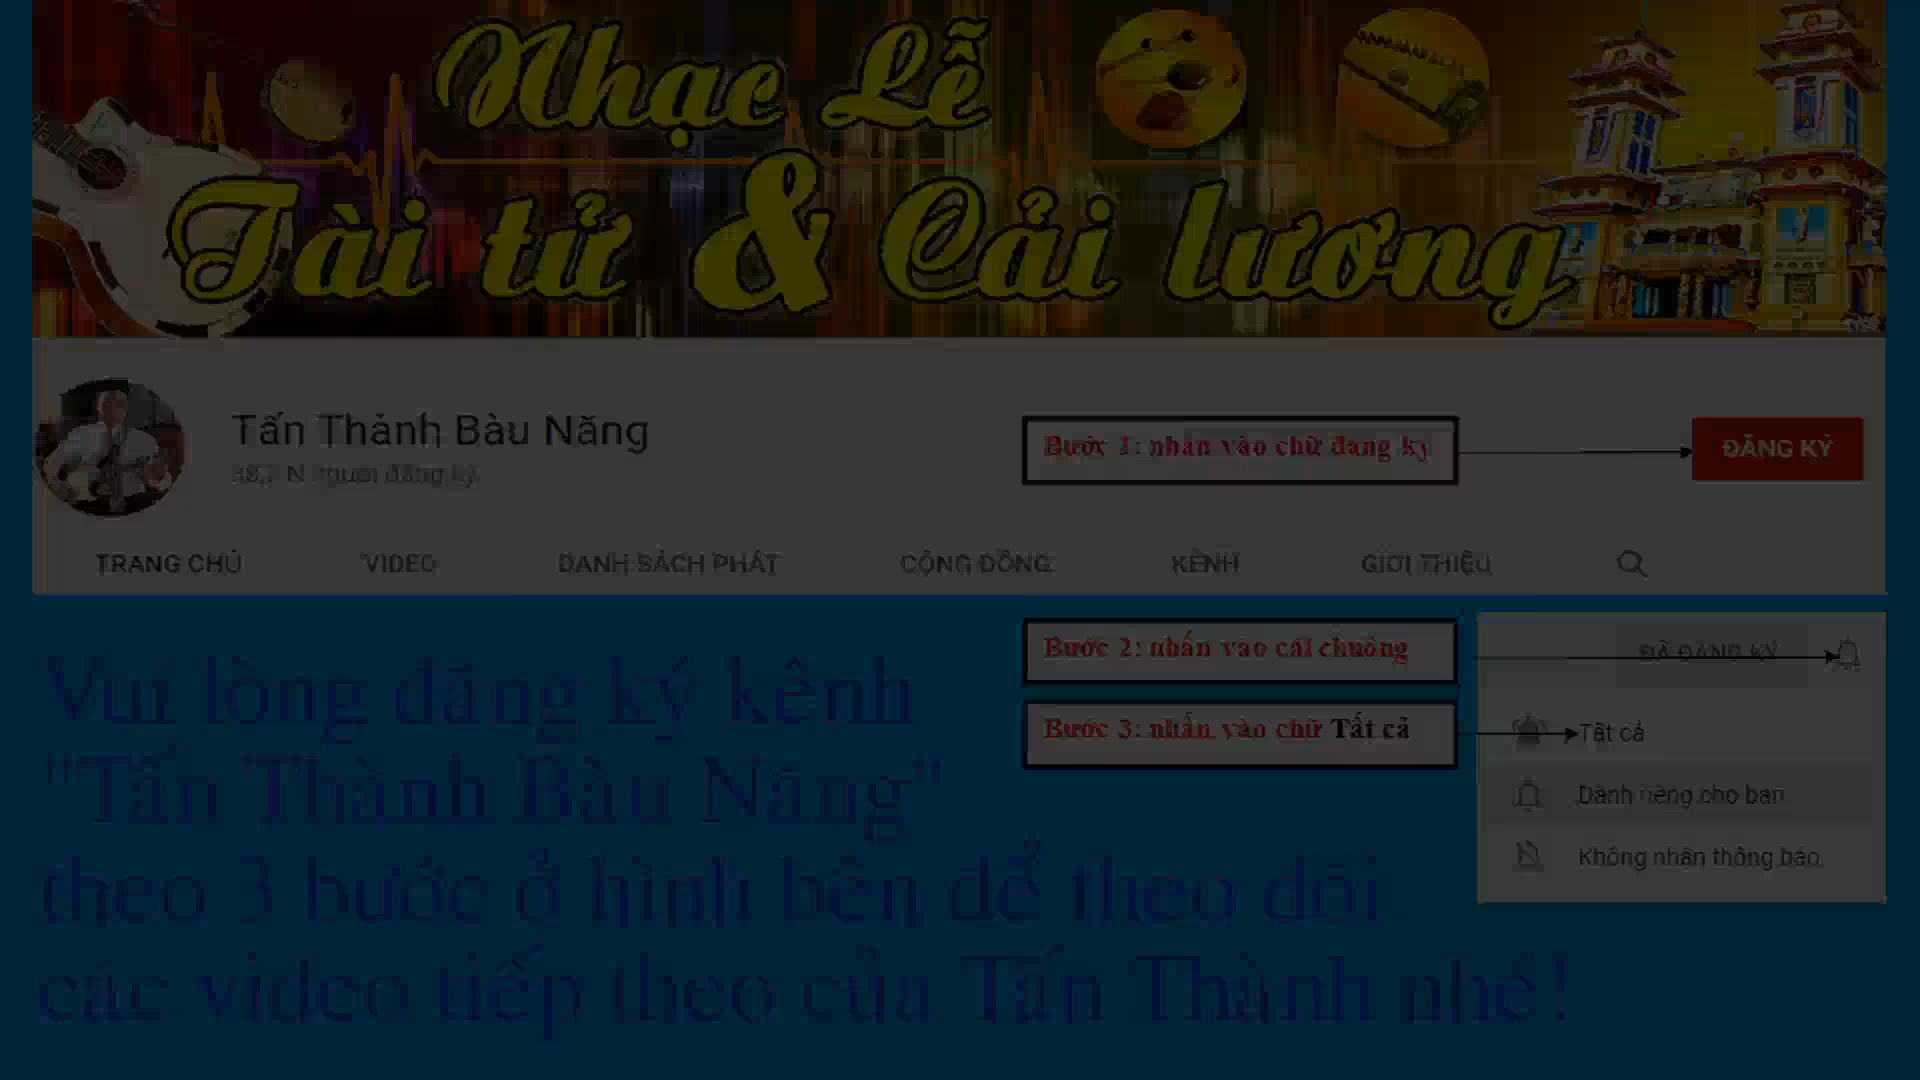 Nhạc Lễ
Tài tử & Cải lương
Tấn Thành Bàu Năng
người đăng ký
Bước 1: nhấn vào chữ đăng ký
ĐĂNG KÝ
TRANG CHỦ VIDEO DANH SÁCH PHÁT CỘNG ĐỒNG KÊNH GIỚI THIỆU
Bước 2: nhấn vào cái chuông
ĐÃ ĐĂNG KÝ
Bước 3: nhấn vào chữ Tất cả
Tất cả
Dành riêng cho bạn
Không nhận thông báo
Vui lòng đăng ký kênh
"Tấn Thành Bàu Năng"
theo 3 bước ở hình bên để theo dõi
các video tiếp theo của Tấn Thành nhé!